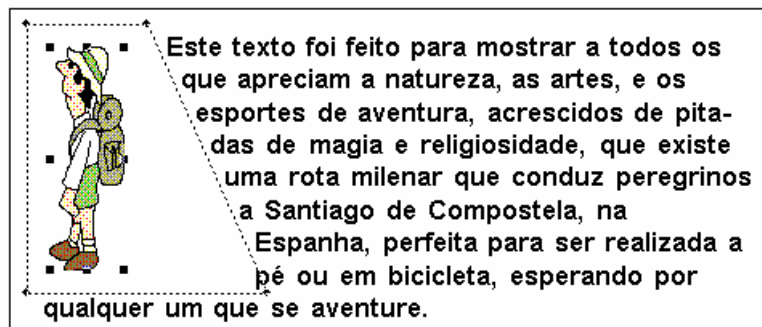 Este texto foi feito para mostrar a todos os
que apreciam a natureza, as artes, e os
esportes de aventura, acrescidos de pita-
das de magia e religiosidade, que existe
uma rota milenar que conduz peregrinos
a Santiago de Compostela, na
Espanha, perfeita para ser realizada a
pé ou em bicicleta, esperando por
qualquer um que se aventure.